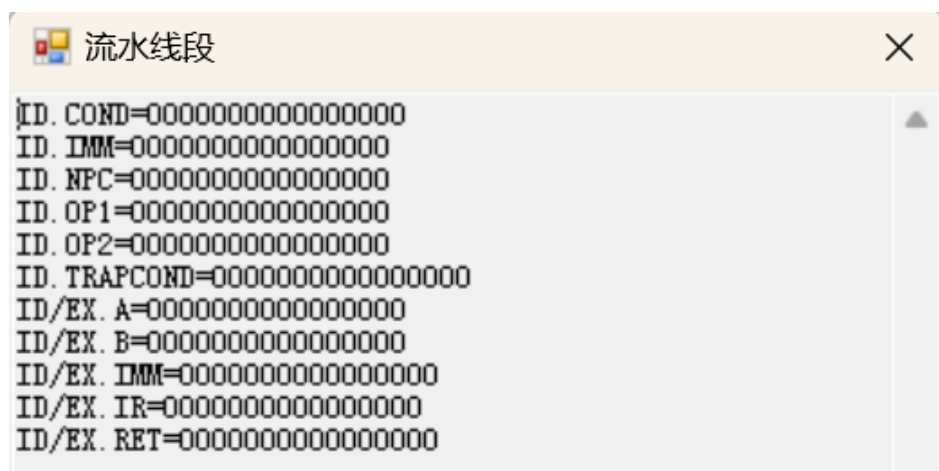 流水线段
ID.COND=0000000000000000
ID.IMM=0000000000000000
ID.NPC=0000000000000000
ID.OP1=0000000000000000
ID.OP2=0000000000000000
ID.TRAPCOND=0000000000000000
ID/EX.A=0000000000000000
ID/EX.B=0000000000000000
ID/EX.IMM=0000000000000000
ID/EX.IR=0000000000000000
ID/EX.RET=0000000000000000